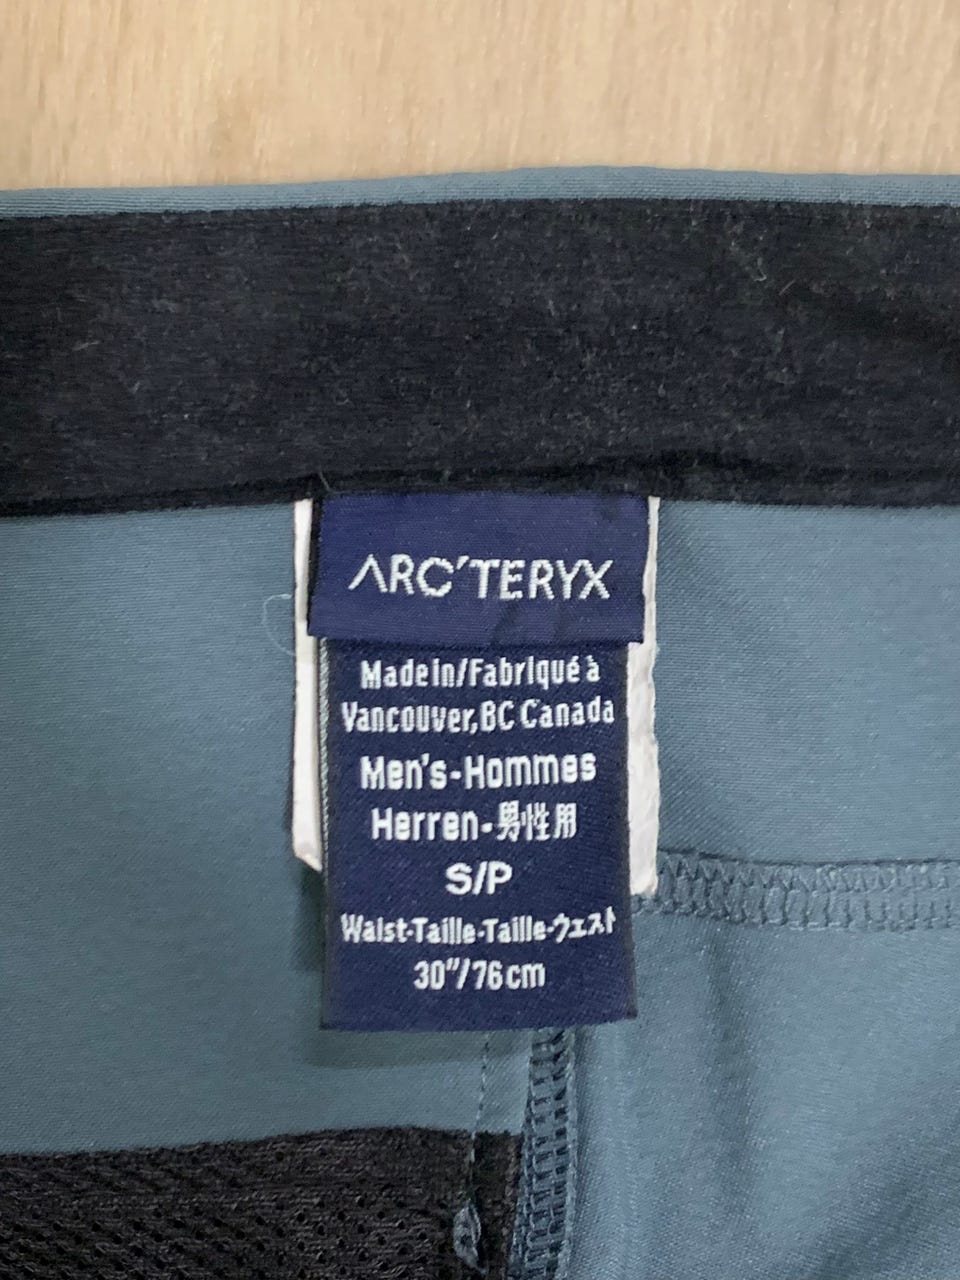 ARC'TERYX
Made in/Fabriqué à
Vancouver, BC Canada
Men's-Hommes
Herren-男性用
S/P
Waist-Taille-Taille-ウェスト
30"/76cm